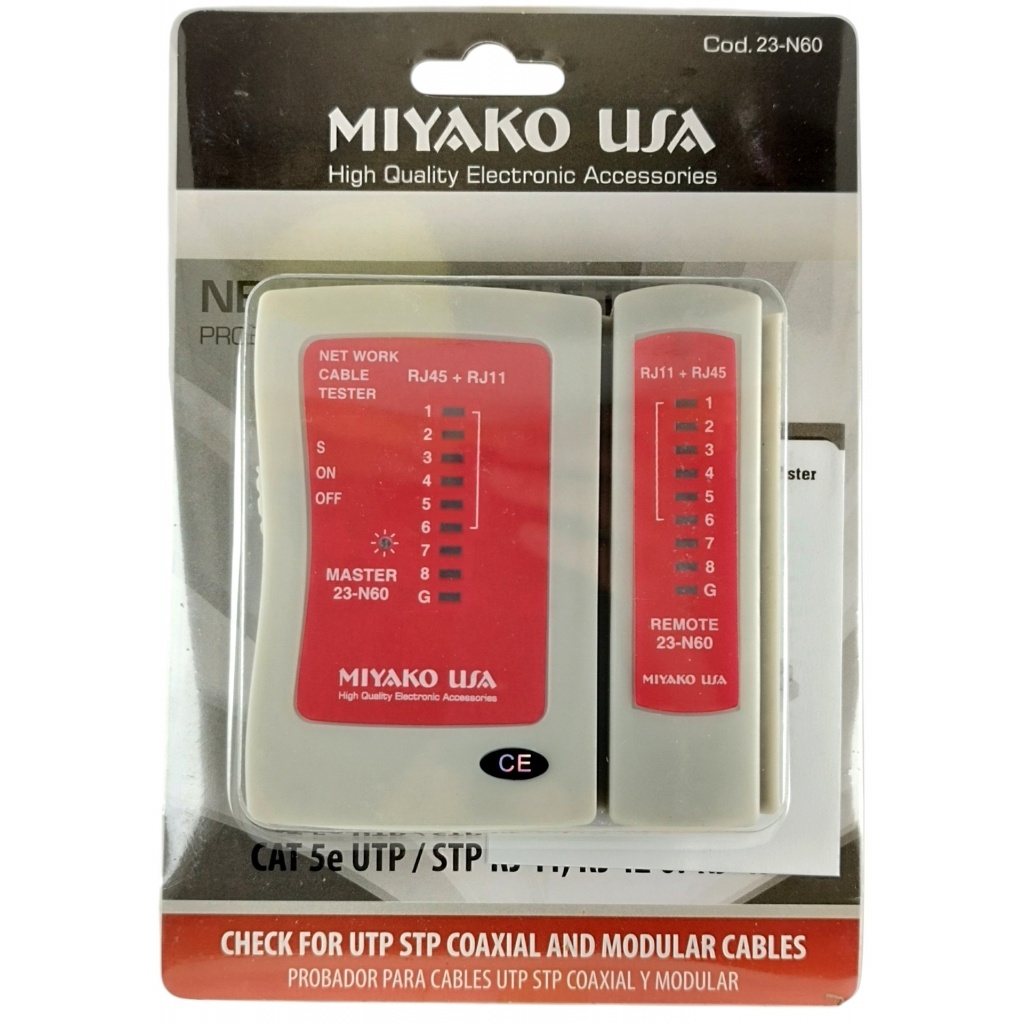 Cod. 23-N60
MIYAKO USA
High Quality Electronic Accessories
NET WORK
CABLE
TESTER
RJ45 + RJ11
1
2
3
4
5
6
7
8
G
S
ON
OFF
MASTER
23-N60
MIYAKO USA
High Quality Electronic Accessories
CE
RJ11 + RJ45
1
2
3
4
5
6
7
8
G
REMOTE
23-N60
MIYAKO USA
CAT 5e UTP / STP
CHECK FOR UTP STP COAXIAL AND MODULAR CABLES
PROBADOR PARA CABLES UTP STP COAXIAL Y MODULAR